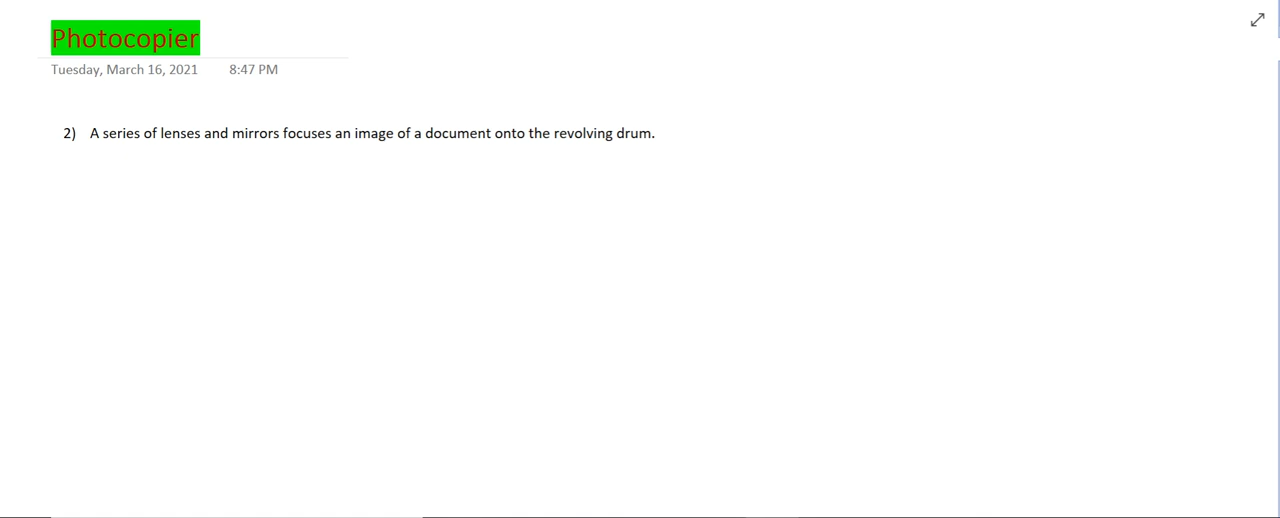 Photocopier
Tuesday, March 16, 2021 8:47 PM
2) A series of lenses and mirrors focuses an image of a document onto the revolving drum.